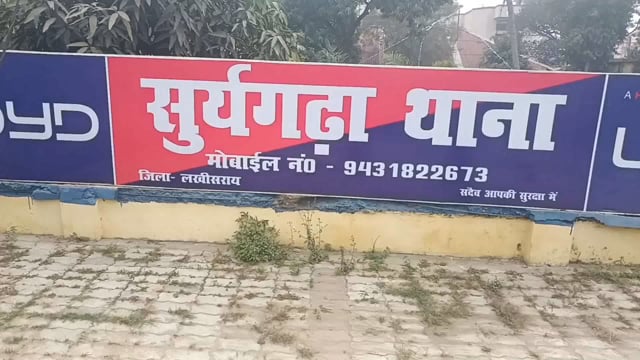 सुर्यगढ़ा थाना
मोबाईल नं0 - 9431822673
जिला- लखीसराय
सदैव आपकी सुरक्षा में